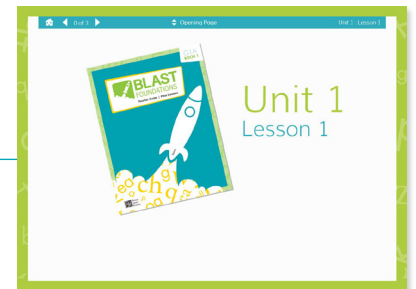 0 of 3
Opening Page
Unit 1 : Lesson 1
BLAST
FOUNDATIONS
Unit 1
Lesson 1